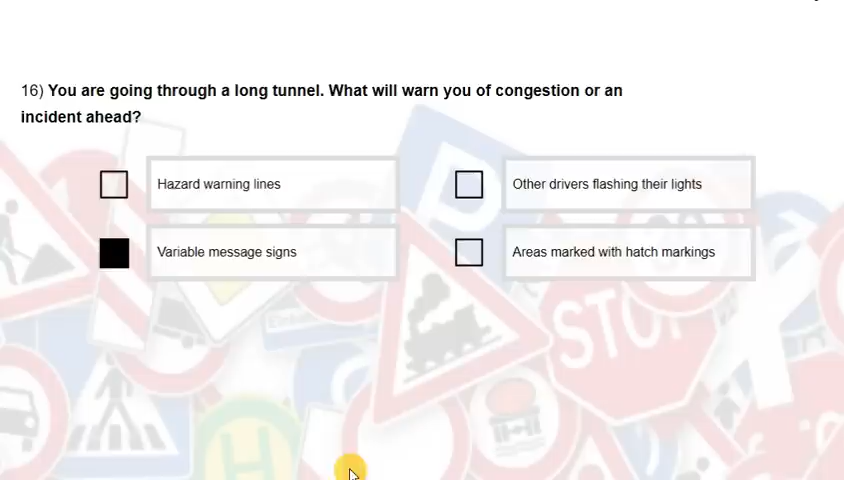 16) You are going through a long tunnel. What will warn you of congestion or an
incident ahead?
Hazard warning lines
Other drivers flashing their lights
Variable message signs
Areas marked with hatch markings
P
STOP
H